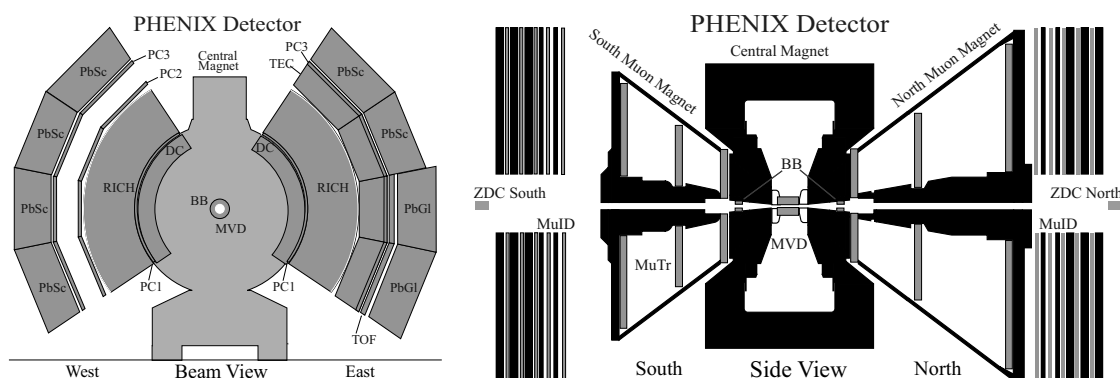 PHENIX Detector
PC3
PC2
Central
Magnet
PC3
TEC
PbSc
PbSc
PbSc
PbSc
PbSc
PbSc
DC
DC
RICH
RICH
BB
MVD
PbGl
PbGl
PC1
PC1
TOF
West
Beam View
East
PHENIX Detector
South Muon Magnet
Central Magnet
North Muon Magnet
BB
ZDC South
ZDC North
MuID
MuID
MVD
MuTr
South
Side View
North